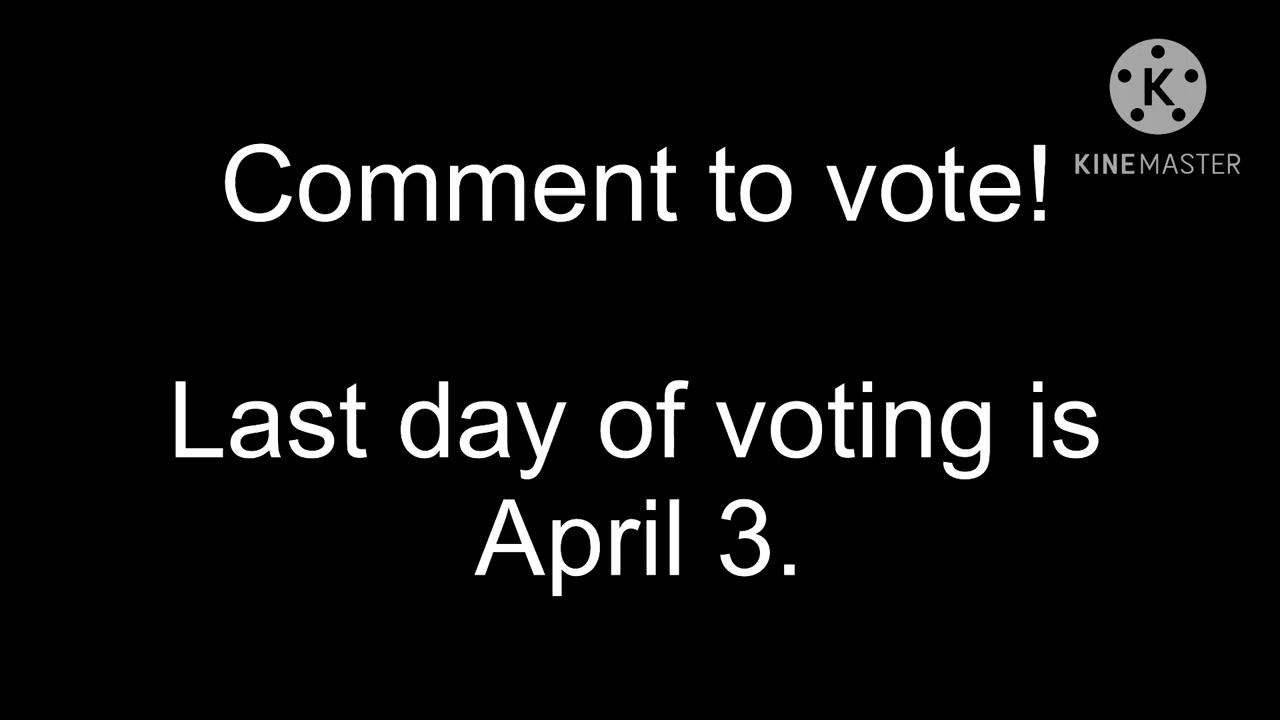 K
KINEMASTER
Comment to vote!
Last day of voting is
April 3.